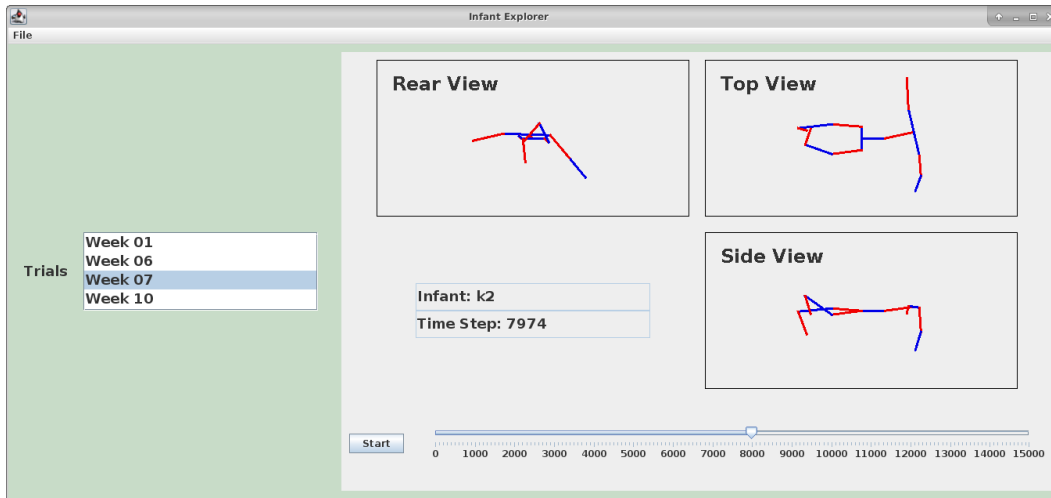 Infant Explorer
File
Rear View
Top View
Trials
Week 01
Week 06
Week 07
Week 10
Side View
Infant: k2
Time Step: 7974
Start
0 1000 2000 3000 4000 5000 6000 7000 8000 9000 10000 11000 12000 13000 14000 15000